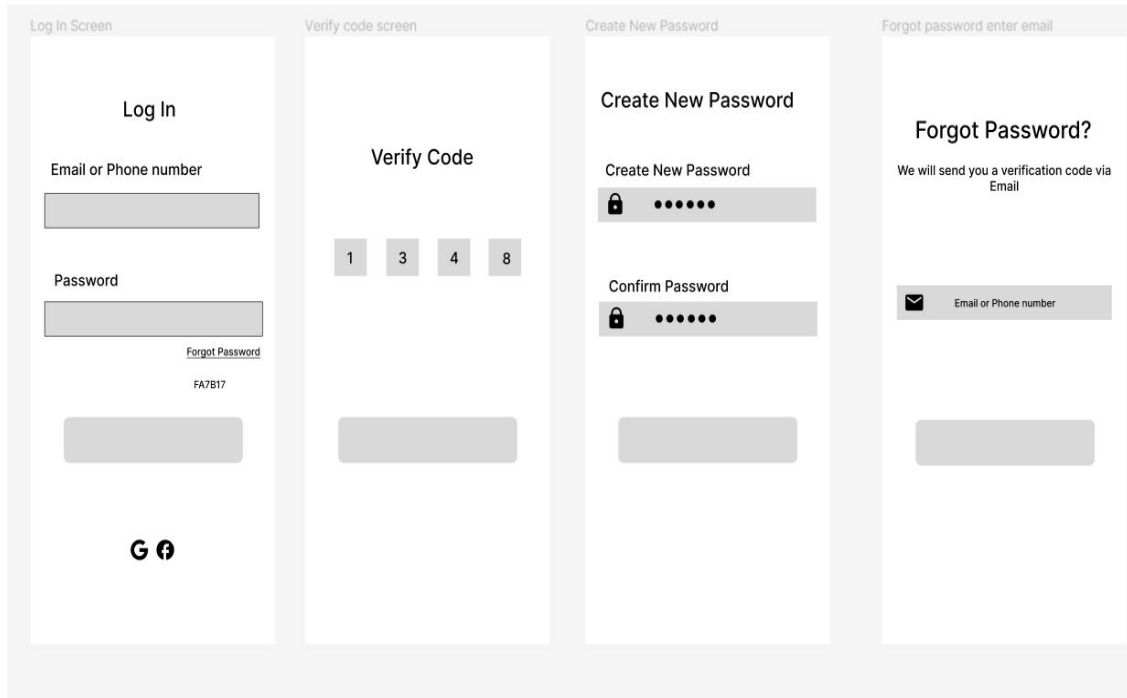 Log In Screen
Log In
Email or Phone number
Password
Forgot Password
FA7B17
Verify code screen
Verify Code
1 3 4 8
Create New Password
Create New Password
Create New Password
Confirm Password
Forgot password enter email
Forgot Password?
We will send you a verification code via
Email
Email or Phone number